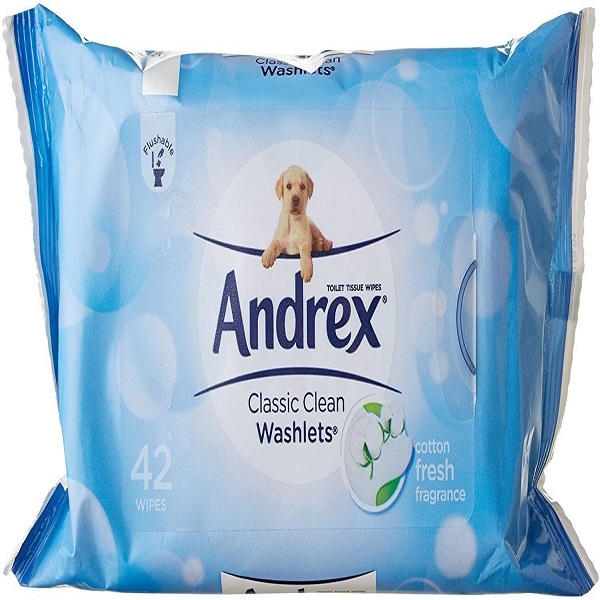 Classic Clean
Washlets®
Flushable
TOILET TISSUE WIPES
Andrex®
Classic Clean
Washlets®
42
WIPES
cotton
fresh
fragrance